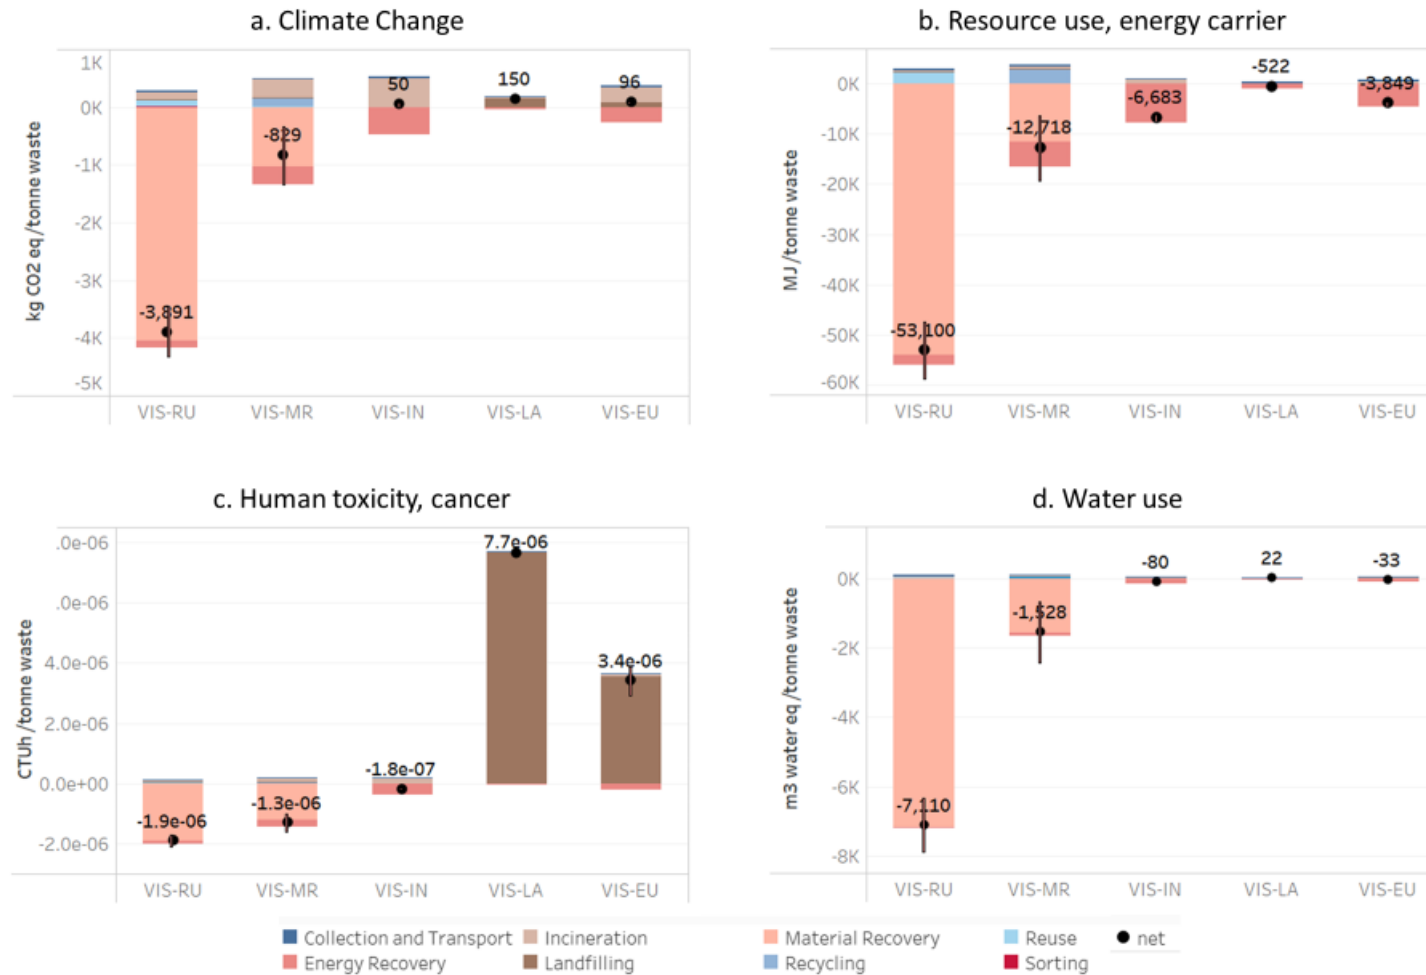 a. Climate Change
b. Resource use, energy carrier
kg CO2 eq/tonne waste
1K
0K
-1K
-2K
-3K
-4K
-5K
-3,891
-829
50
150
96
VIS-RU VIS-MR VIS-IN VIS-LA VIS-EU
MJ/tonne waste
0K
-10K
-20K
-30K
-40K
-50K
-60K
-53,100
-12,718
-6,683
-522
-3,849
VIS-RU VIS-MR VIS-IN VIS-LA VIS-EU
c. Human toxicity, cancer
d. Water use
CTUh/tonne waste
.0e-06
.0e-06
4.0e-06
2.0e-06
0.0e+00
-2.0e-06
-1.9e-06
-1.3e-06
-1.8e-07
7.7e-06
3.4e-06
VIS-RU VIS-MR VIS-IN VIS-LA VIS-EU
m3 water eq/tonne waste
0K
-2K
-4K
-6K
-8K
-7,110
-1,528
-80
22
-33
VIS-RU VIS-MR VIS-IN VIS-LA VIS-EU
Collection and Transport Incineration Material Recovery Reuse net
Energy Recovery Landfilling Recycling Sorting